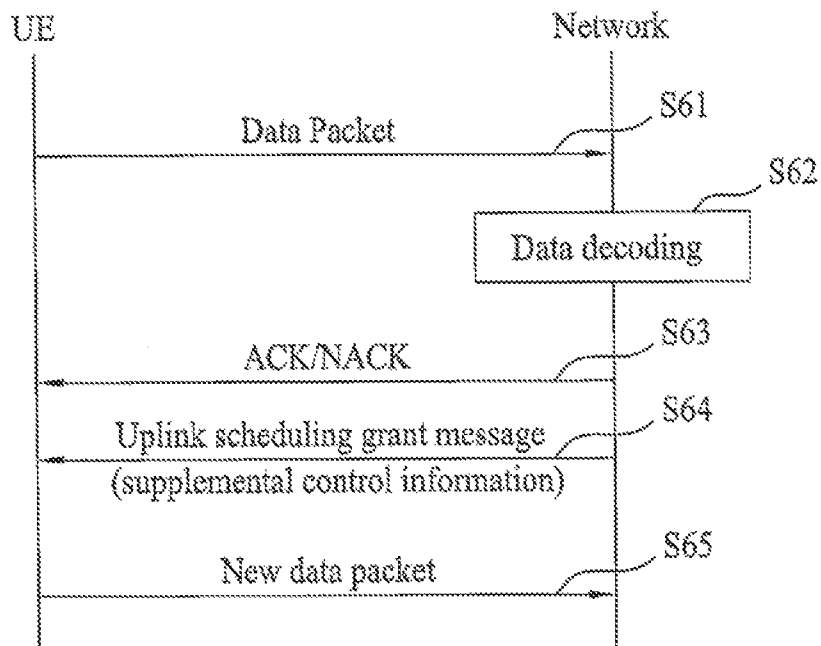 UE
Network
S61
Data Packet
S62
Data decoding
S63
ACK/NACK
S64
Uplink scheduling grant message
(supplemental control information)
S65
New data packet